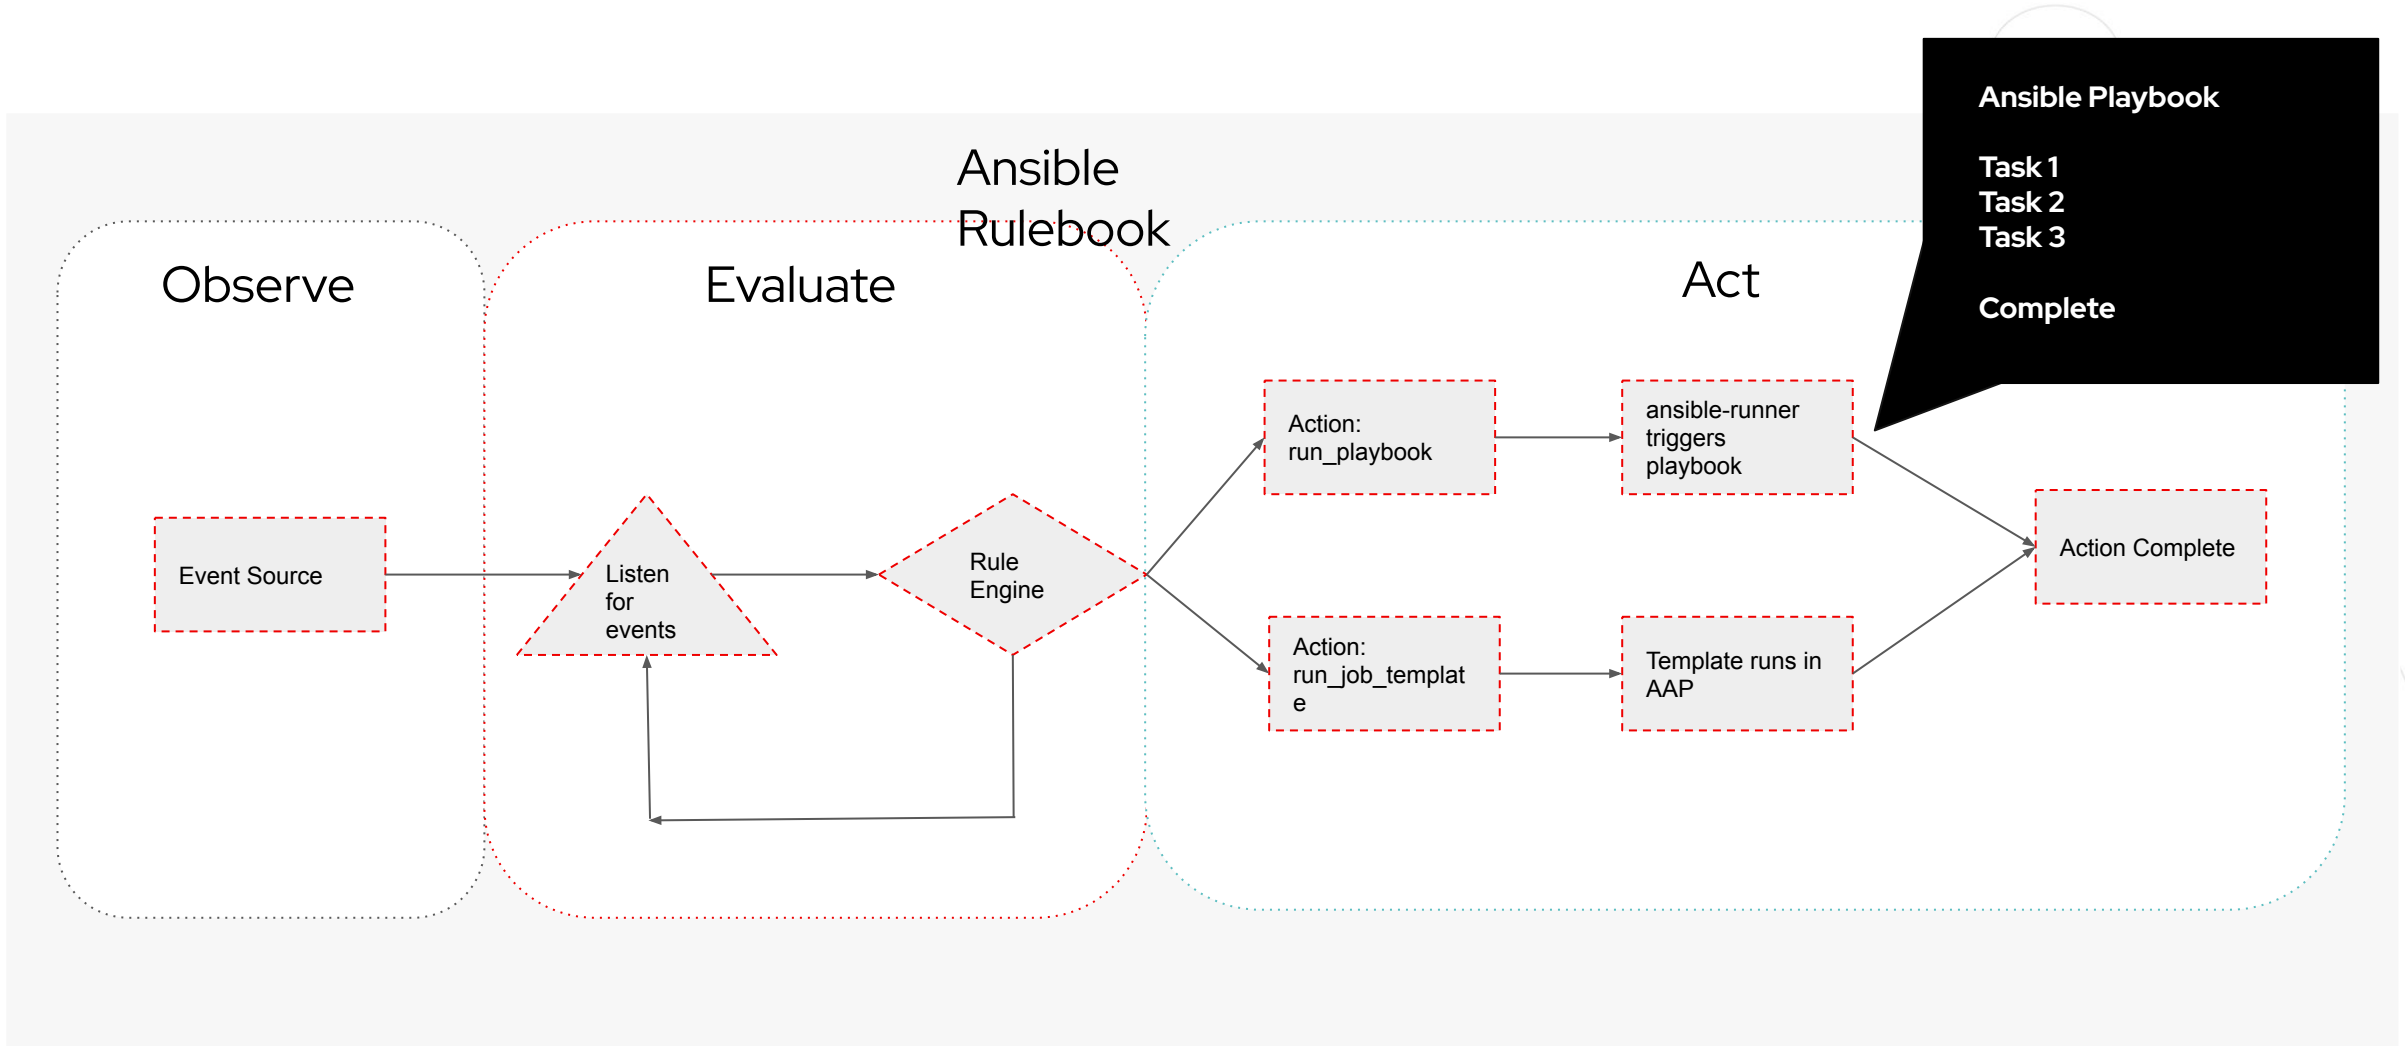 Ansible
Rulebook
Observe
Evaluate
Act
Ansible Playbook
Task 1
Task 2
Task 3
Complete
Event Source
Listen
for
events
Rule
Engine
Action:
run_playbook
ansible-runner
triggers
playbook
Action:
run_job_templat
e
Template runs in
AAP
Action Complete